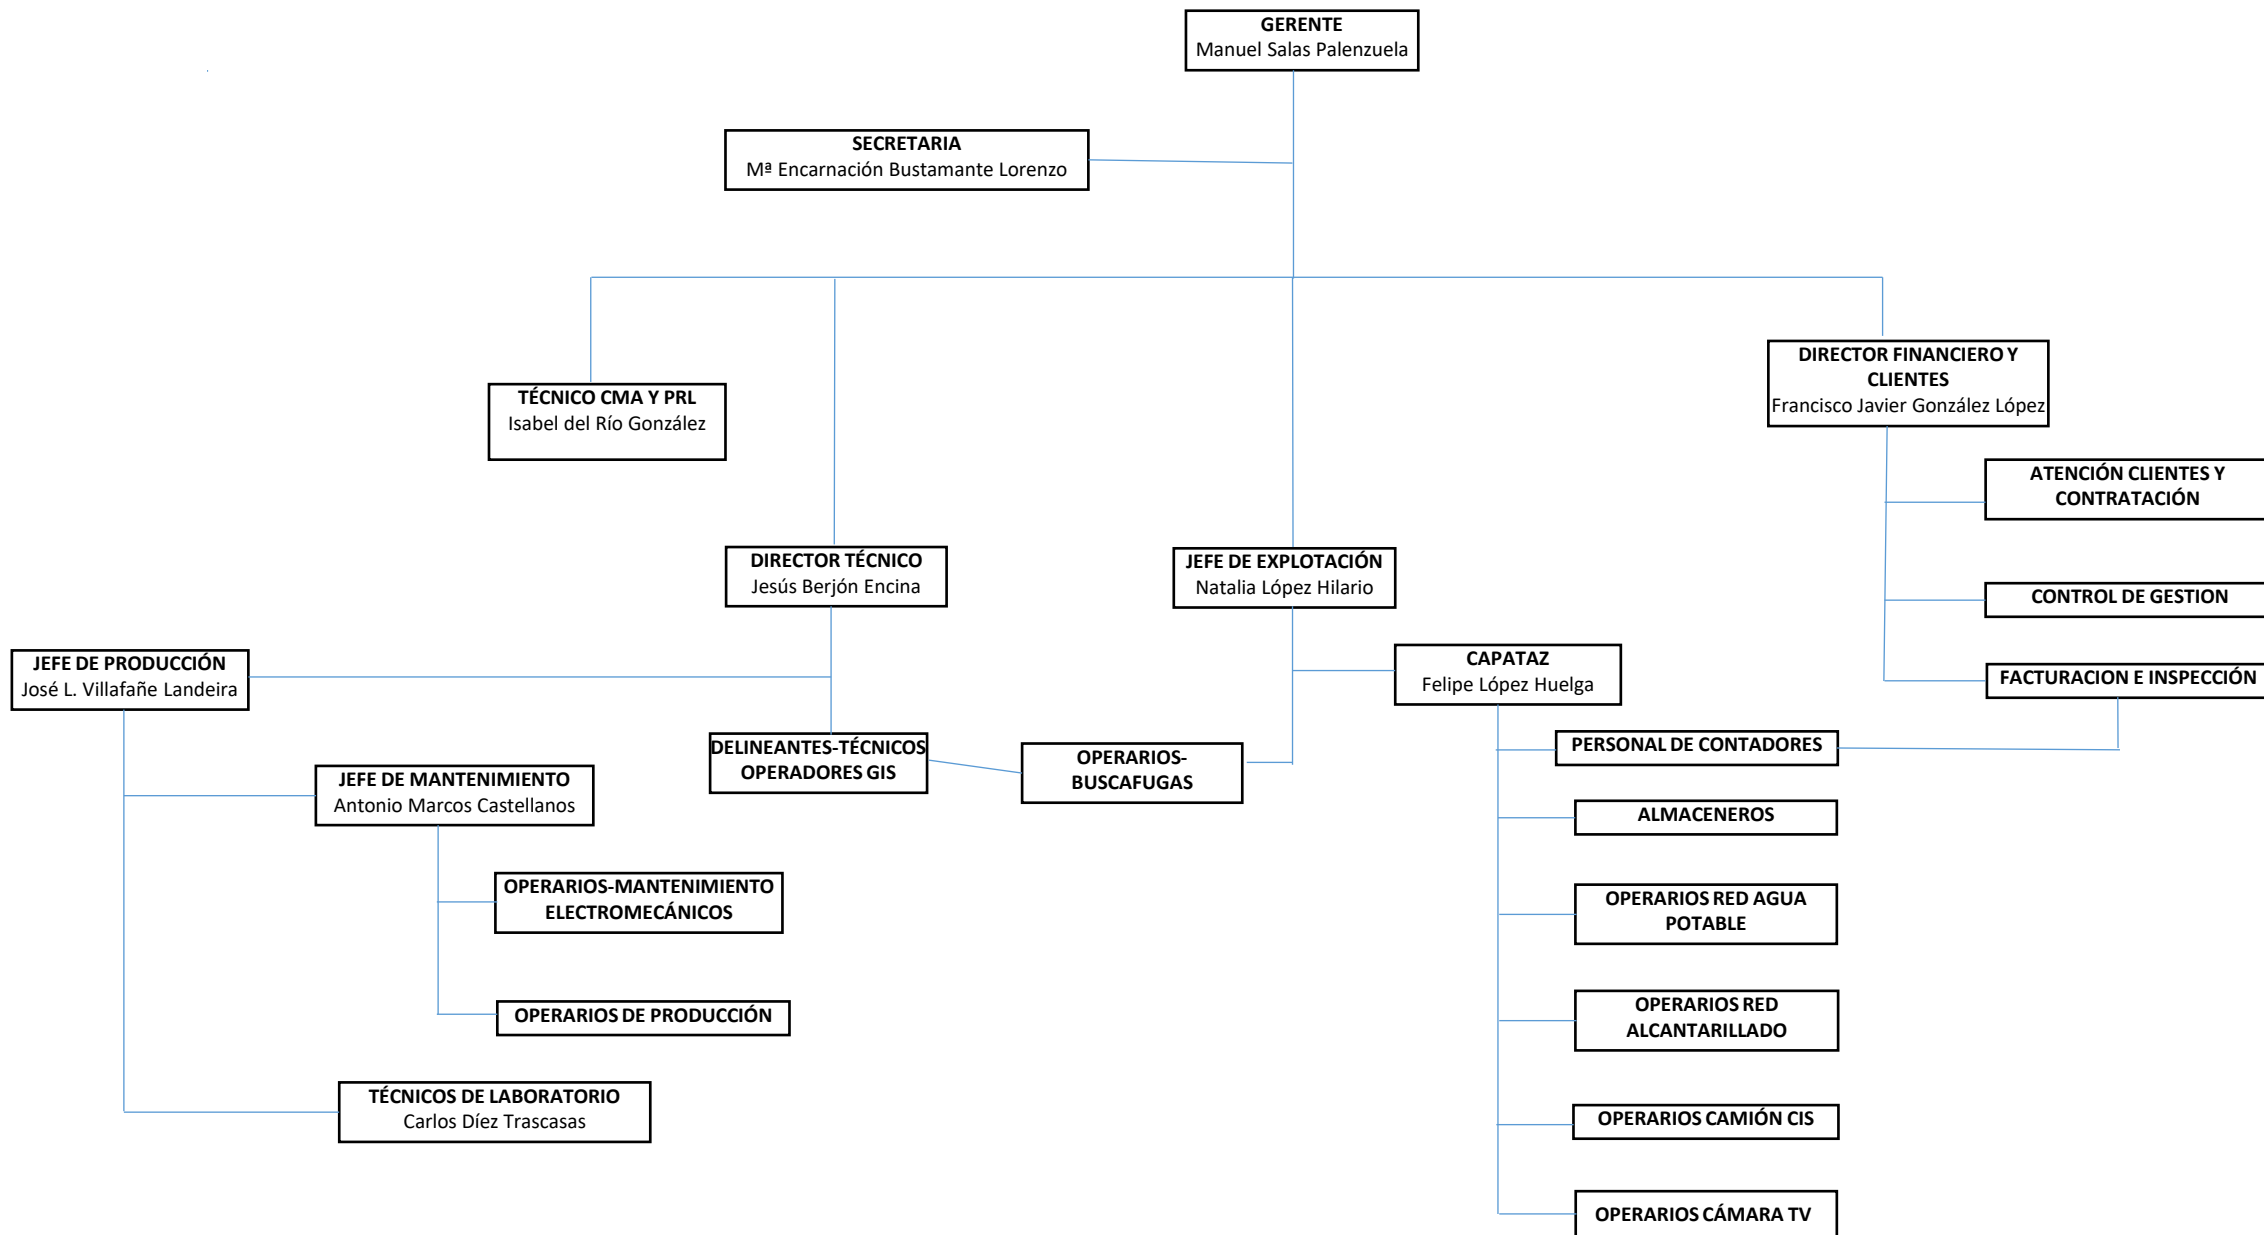 GERENTE
Manuel Salas Palenzuela
SECRETARIA
Mª Encarnación Bustamante Lorenzo
DIRECTOR FINANCIERO Y
CLIENTES
Francisco Javier González López
TÉCNICO CMA Y PRL
Isabel del Río González
ATENCIÓN CLIENTES Y
CONTRATACIÓN
DIRECTOR TÉCNICO
Jesús Berjón Encina
JEFE DE EXPLOTACIÓN
Natalia López Hilario
CONTROL DE GESTION
JEFE DE PRODUCCIÓN
José L. Villafañe Landeira
CAPATAZ
Felipe López Huelga
FACTURACION E INSPECCIÓN
DELINEANTES-TÉCNICOS
OPERADORES GIS
OPERARIOS-
BUSCAFUGAS
PERSONAL DE CONTADORES
JEFE DE MANTENIMIENTO
Antonio Marcos Castellanos
ALMACENEROS
OPERARIOS-MANTENIMIENTO
ELECTROMECÁNICOS
OPERARIOS RED AGUA
POTABLE
OPERARIOS DE PRODUCCIÓN
OPERARIOS RED
ALCANTARILLADO
TÉCNICOS DE LABORATORIO
Carlos Díez Trascasas
OPERARIOS CAMIÓN CIS
OPERARIOS CÁMARA TV